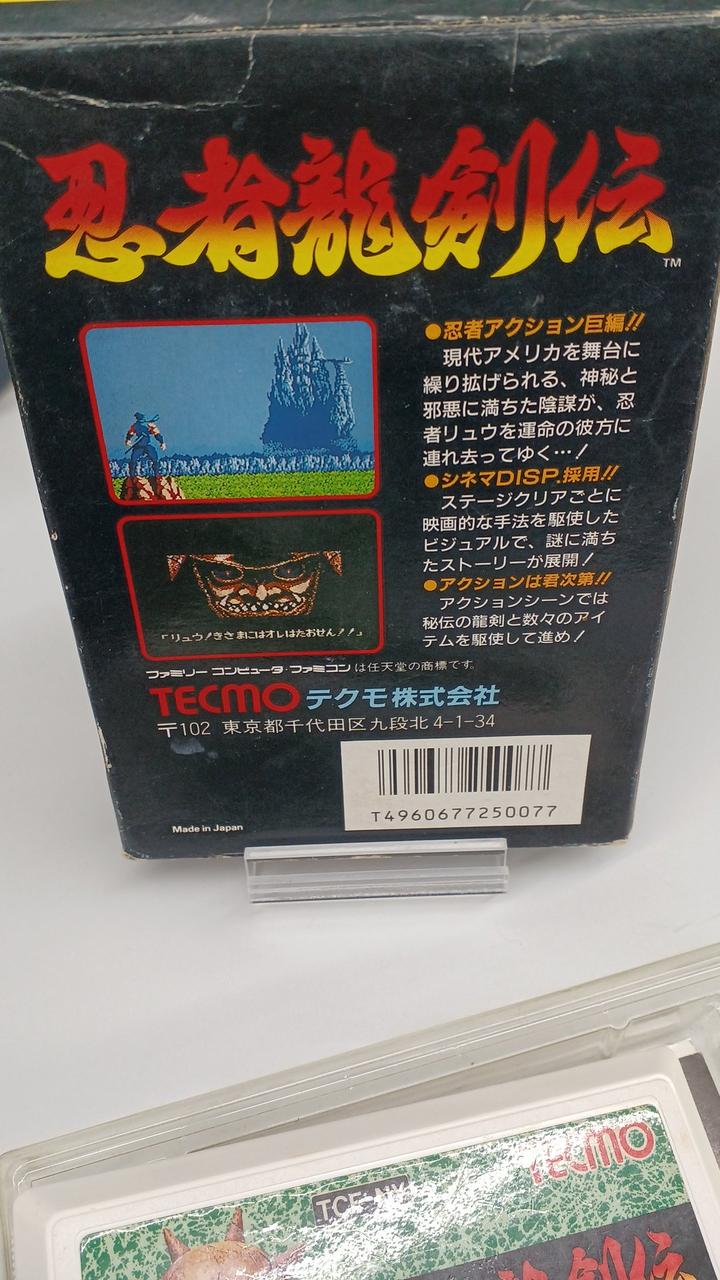 忍者龍剣伝
TM
●忍者アクション巨編!!
現代アメリカを舞台に
繰り拡げられる、神秘と
邪悪に満ちた陰謀が、忍
者リュウを運命の彼方に
連れ去ってゆく…!
●シネマDISP.採用!!
ステージクリアごとに
映画的な手法を駆使した
ビジュアルで、謎に満ち
たストーリーが展開!
●アクションは君次第!!
アクションシーンでは
秘伝の龍剣と数々のアイ
テムを駆使して進め!
「リュウ!きさまにはオレはたおせん!!」
ファミリーコンピュータ・ファミコンは任天堂の商標です。
TECMO テクモ株式会社
〒102 東京都千代田区九段北4-1-34
T4960677250077
Made in Japan
TECMO
TCF-NY
龍剣伝